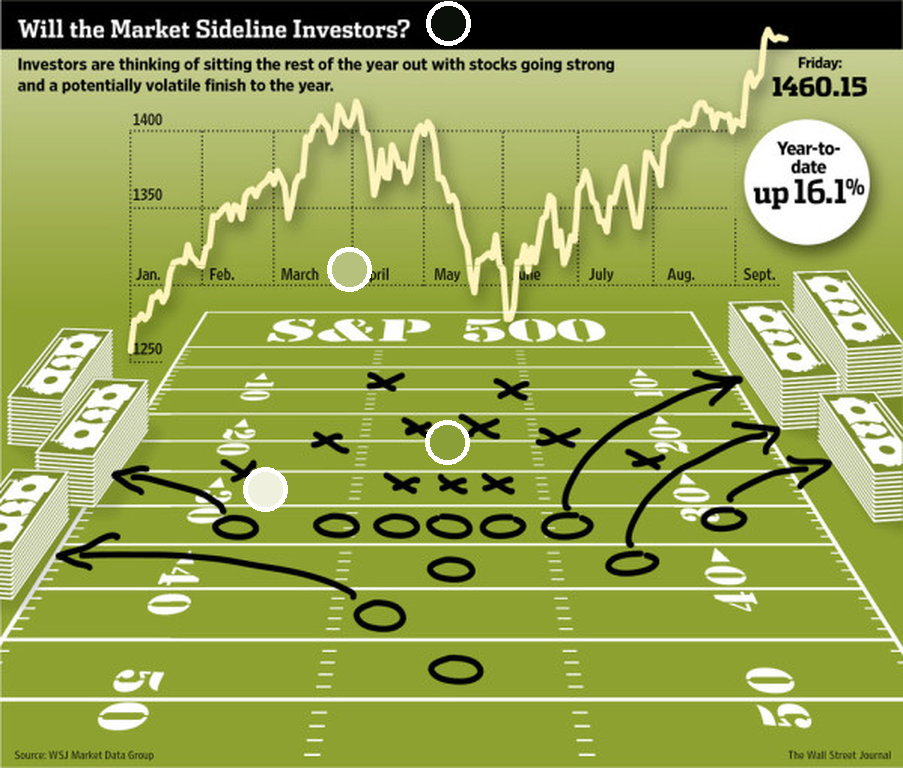 Will the Market Sideline Investors?
Investors are thinking of sitting the rest of the year out with stocks going strong
and a potentially volatile finish to the year.
Friday:
1460.15
1400
Year-to-
date
up 16.1%
1350
Jan. Feb. March pril May une July Aug. Sept.
S&P 500
1250
10 10
20 20
30 30
40 40
50 50
Source: WSJ Market Data Group
The Wall Street Journal